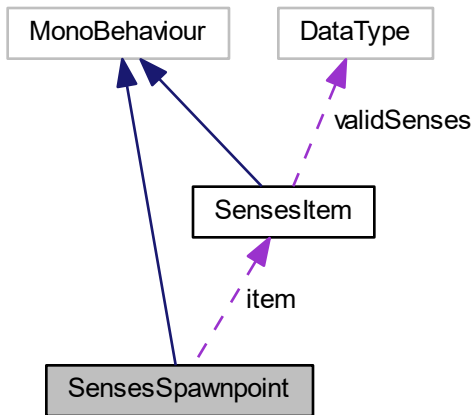 MonoBehaviour
DataType
validSenses
SensesItem
item
SensesSpawnpoint